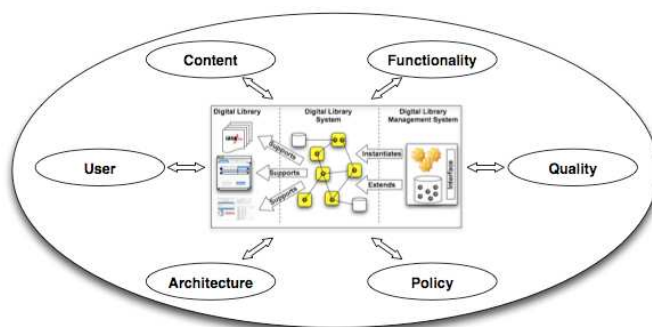 Content
Functionality
Digital Library
Digital Library
System
Digital Library
Management System
Supports
Instantiates
User
Supports
Quality
Extends
Interface
Supports
Architecture
Policy